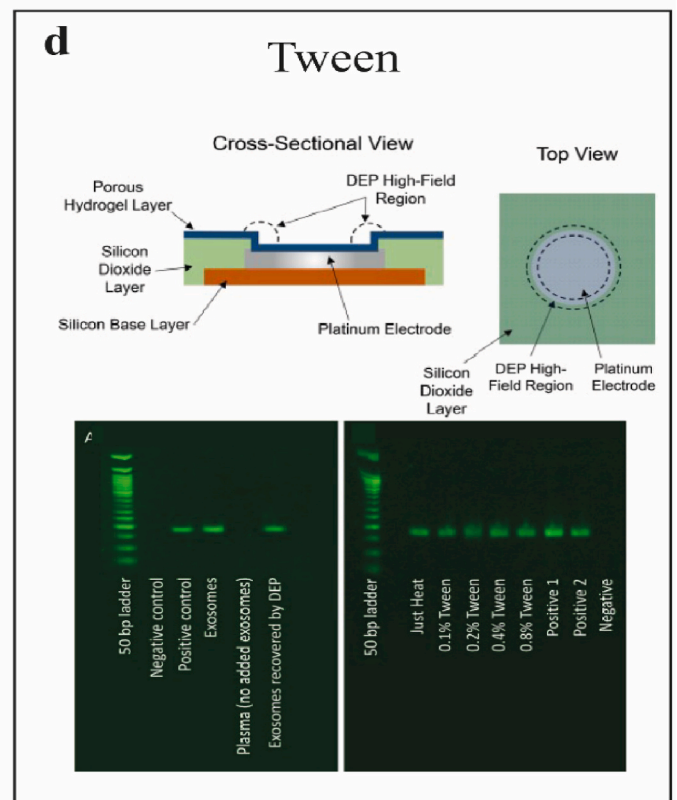 d
Tween
Cross-Sectional View
Top View
Porous
Hydrogel Layer
DEP High-Field
Region
Silicon
Dioxide
Layer
Silicon Base Layer
Platinum Electrode
Silicon
Dioxide
Layer
DEP High-
Field Region
Platinum
Electrode
A
50 bp ladder
Negative control
Positive control
Exosomes
Plasma (no added exosomes)
Exosomes recovered by DEP
50 bp ladder
Just Heat
0.1% Tween
0.2% Tween
0.4% Tween
0.8% Tween
Positive 1
Positive 2
Negative